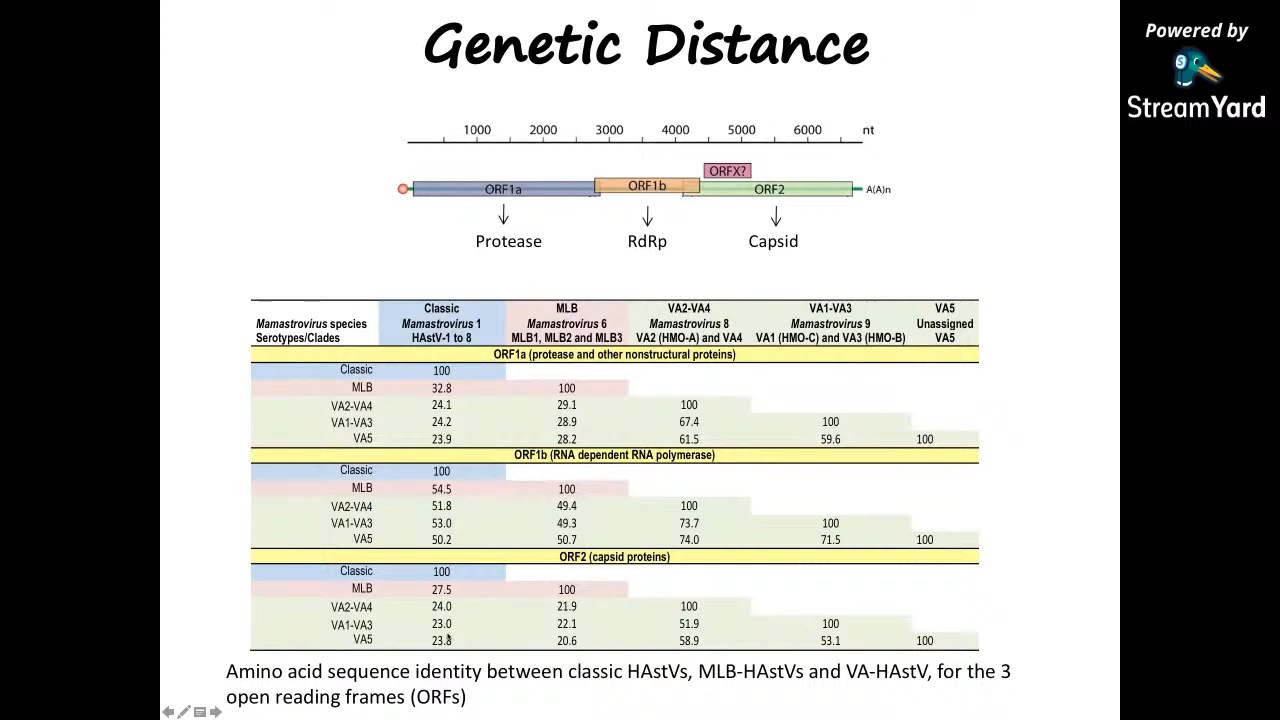 Genetic Distance
Powered by
StreamYard
1000 2000 3000 4000 5000 6000 nt
ORFX?
ORF1a ORF1b ORF2 A(A)n
Protease RdRp Capsid
Classic MLB VA2-VA4 VA1-VA3 VA5
Mamastrovirus species Mamastrovirus 1 Mamastrovirus 6 Mamastrovirus 8 Mamastrovirus 9 Unassigned
Serotypes/Clades HAstV-1 to 8 MLB1, MLB2 and MLB3 VA2 (HMO-A) and VA4 VA1 (HMO-C) and VA3 (HMO-B) VA5
ORF1a (protease and other nonstructural proteins)
Classic 100
MLB 32.8 100
VA2-VA4 24.1 29.1 100
VA1-VA3 24.2 28.9 67.4 100
VA5 23.9 28.2 61.5 59.6 100
ORF1b (RNA dependent RNA polymerase)
Classic 100
MLB 54.5 100
VA2-VA4 51.8 49.4 100
VA1-VA3 53.0 49.3 73.7 100
VA5 50.2 50.7 74.0 71.5 100
ORF2 (capsid proteins)
Classic 100
MLB 27.5 100
VA2-VA4 24.0 21.9 100
VA1-VA3 23.0 22.1 51.9 100
VA5 23.8 20.6 58.9 53.1 100
Amino acid sequence identity between classic HAstVs, MLB-HAstVs and VA-HAstV, for the 3
open reading frames (ORFs)